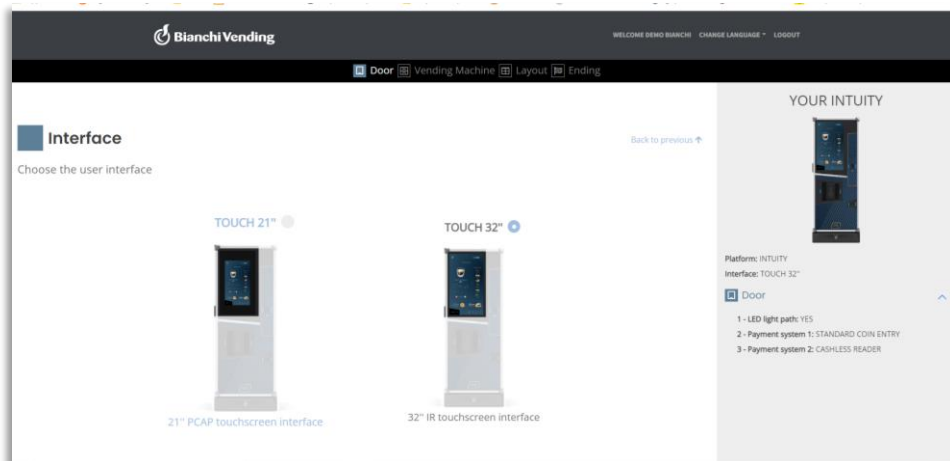 Bianchi Vending
WELCOME DEMO BIANCHI CHANGE LANGUAGE LOGOUT
Door Vending Machine Layout Ending
Interface
Back to previous
Choose the user interface
TOUCH 21"
21" PCAP touchscreen interface
TOUCH 32"
32" IR touchscreen interface
YOUR INTUITY
Platform: INTUITY
Interface: TOUCH 32"
Door
1 - LED light path: YES
2 - Payment system 1: STANDARD COIN ENTRY
3 - Payment system 2: CASHLESS READER